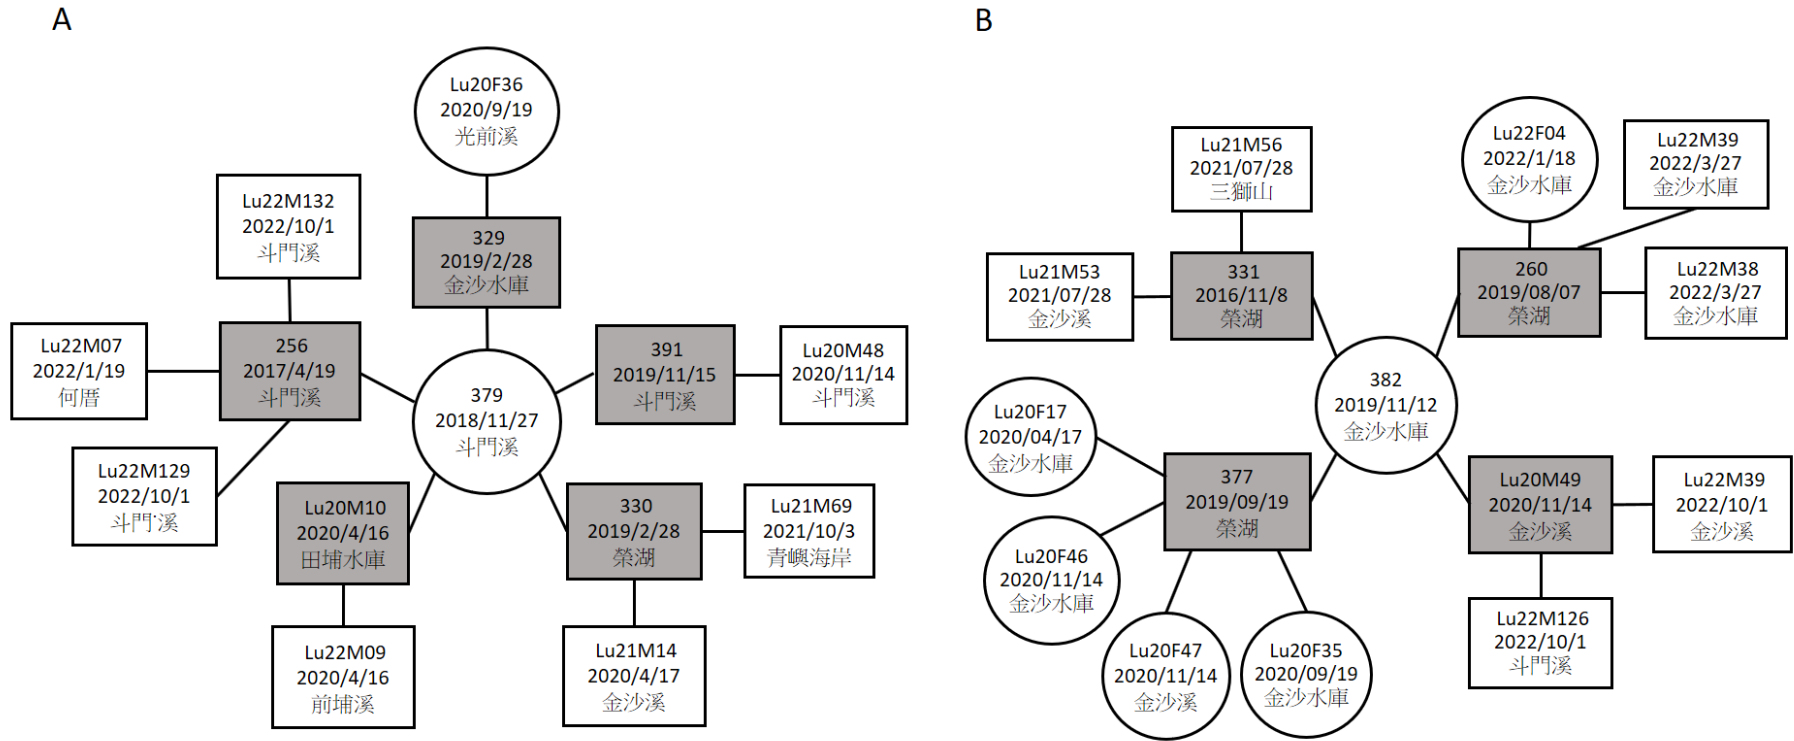 A
Lu20F36
2020/9/19
光前溪
Lu22M132
2022/10/1
斗門溪
329
2019/2/28
金沙水庫
Lu22M07
2022/1/19
何厝
256
2017/4/19
斗門溪
391
2019/11/15
斗門溪
Lu20M48
2020/11/14
斗門溪
379
2018/11/27
斗門溪
Lu22M129
2022/10/1
斗門溪
Lu20M10
2020/4/16
田埔水庫
330
2019/2/28
榮湖
Lu21M69
2021/10/3
青嶼海岸
Lu22M09
2020/4/16
前埔溪
Lu21M14
2020/4/17
金沙溪
B
Lu21M56
2021/07/28
三獅山
Lu22F04
2022/1/18
金沙水庫
Lu22M39
2022/3/27
金沙水庫
Lu21M53
2021/07/28
金沙溪
331
2016/11/8
榮湖
260
2019/08/07
榮湖
Lu22M38
2022/3/27
金沙水庫
382
2019/11/12
金沙水庫
Lu20F17
2020/04/17
金沙水庫
377
2019/09/19
榮湖
Lu20M49
2020/11/14
金沙溪
Lu22M39
2022/10/1
金沙溪
Lu20F46
2020/11/14
金沙水庫
Lu20F47
2020/11/14
金沙溪
Lu20F35
2020/09/19
金沙水庫
Lu22M126
2022/10/1
斗門溪